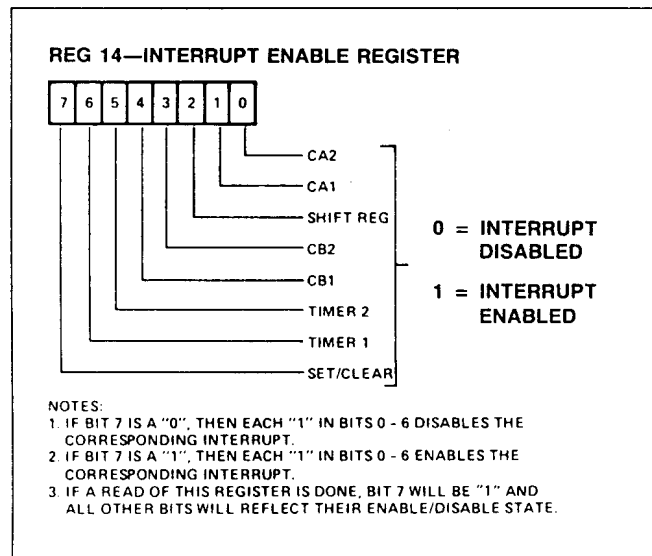 REG 14—INTERRUPT ENABLE REGISTER
7 6 5 4 3 2 1 0
CA2
CA1
SHIFT REG
CB2
CB1
TIMER 2
TIMER 1
SET/CLEAR
0 = INTERRUPT
DISABLED
1 = INTERRUPT
ENABLED
NOTES:
1. IF BIT 7 IS A "0", THEN EACH "1" IN BITS 0 - 6 DISABLES THE
CORRESPONDING INTERRUPT.
2. IF BIT 7 IS A "1", THEN EACH "1" IN BITS 0 - 6 ENABLES THE
CORRESPONDING INTERRUPT.
3. IF A READ OF THIS REGISTER IS DONE, BIT 7 WILL BE "1" AND
ALL OTHER BITS WILL REFLECT THEIR ENABLE/DISABLE STATE.